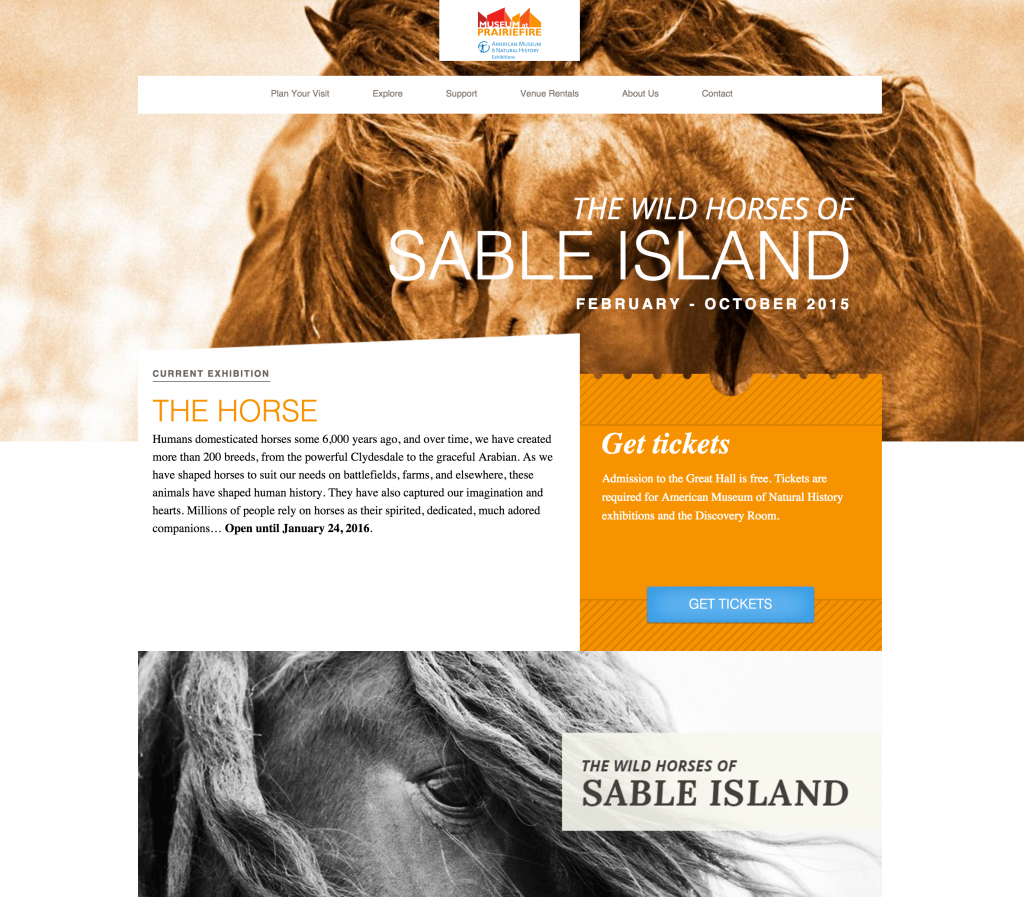 MUSEUM at
PRAIRIEFIRE
AMERICAN MUSEUM
& NATURAL HISTORY
Exhibitions
Plan Your Visit
Explore
Support
Venue Rentals
About Us
Contact
THE WILD HORSES OF
SABLE ISLAND
FEBRUARY - OCTOBER 2015
CURRENT EXHIBITION
THE HORSE
Humans domesticated horses some 6,000 years ago, and over time, we have created
more than 200 breeds, from the powerful Clydesdale to the graceful Arabian. As we
have shaped horses to suit our needs on battlefields, farms, and elsewhere, these
animals have shaped human history. They have also captured our imagination and
hearts. Millions of people rely on horses as their spirited, dedicated, much adored
companions… Open until January 24, 2016.
Get tickets
Admission to the Great Hall is free. Tickets are
required for American Museum of Natural History
exhibitions and the Discovery Room.
GET TICKETS
THE WILD HORSES OF
SABLE ISLAND